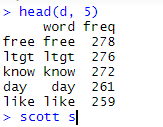 > head(d, 5)
word freq
free free 278
ltgt ltgt 276
know know 272
day day 261
like like 259
> scott s